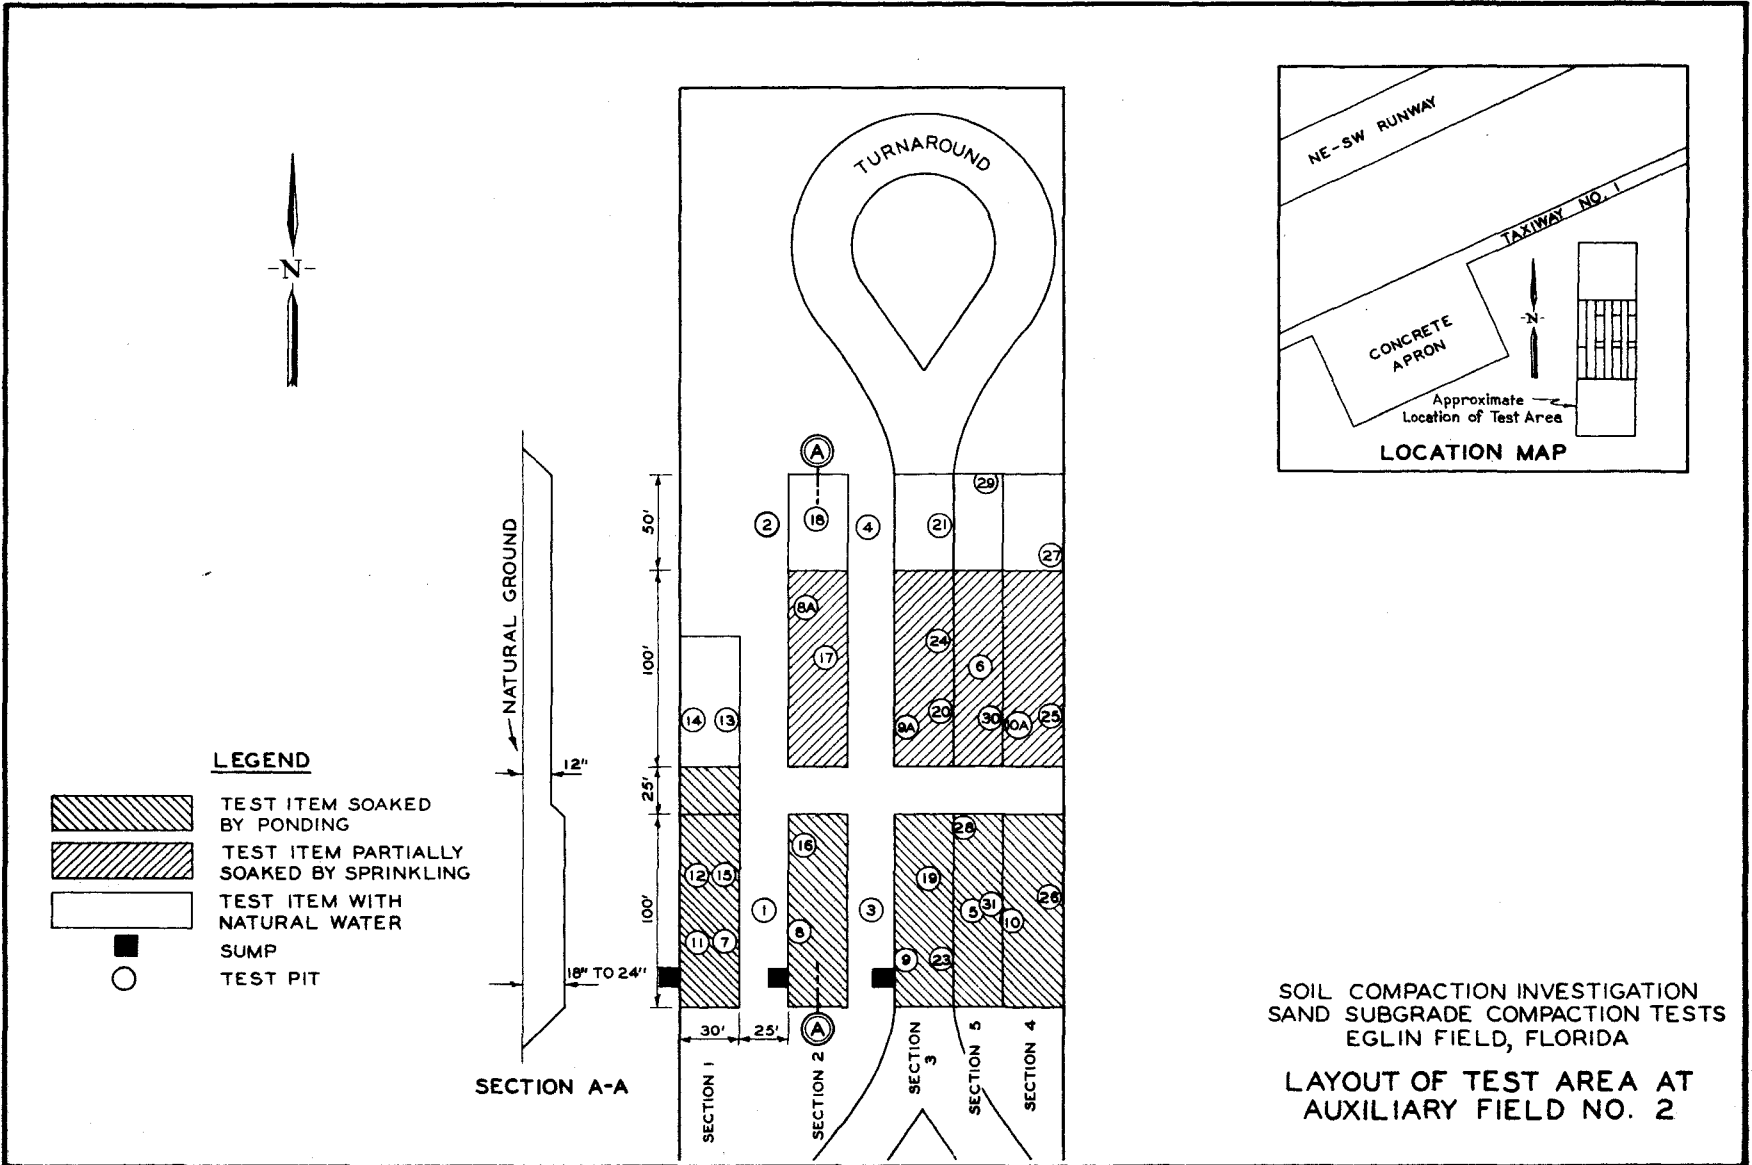 TURNAROUND
NE-SW RUNWAY
TAXIWAY NO. 1
CONCRETE
APRON
-N-
Approximate
Location of Test Area
LOCATION MAP
-N-
A
50'
100'
25'
100'
2
18
4
21
29
27
8A
17
24
6
9A
20
30
10A
25
14
13
16
28
12
15
19
1
3
5
31
10
26
11
7
8
9
23
30'
25'
A
SECTION 1
SECTION 2
SECTION
3
SECTION 5
SECTION 4
NATURAL GROUND
12"
18" TO 24"
SECTION A-A
LEGEND
TEST ITEM SOAKED
BY PONDING
TEST ITEM PARTIALLY
SOAKED BY SPRINKLING
TEST ITEM WITH
NATURAL WATER
SUMP
TEST PIT
SOIL COMPACTION INVESTIGATION
SAND SUBGRADE COMPACTION TESTS
EGLIN FIELD, FLORIDA
LAYOUT OF TEST AREA AT
AUXILIARY FIELD NO. 2